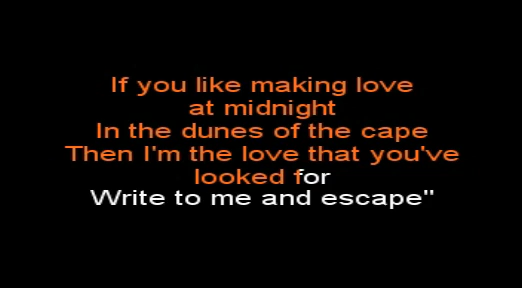 If you like making love
at midnight
In the dunes of the cape
Then I'm the love that you've
looked for
Write to me and escape"